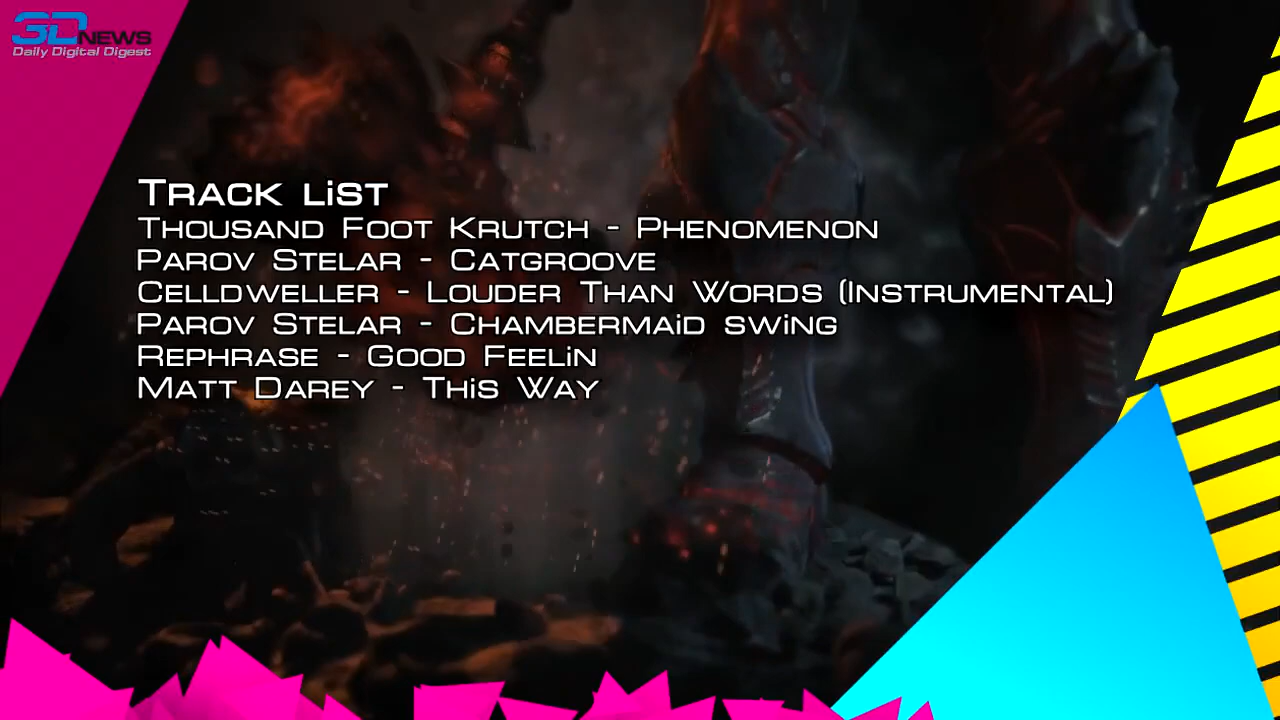 3DNEWS
Daily Digital Digest
Track List
Thousand Foot Krutch - Phenomenon
Parov Stelar - Catgroove
Celldweller - Louder Than Words (Instrumental)
Parov Stelar - Chambermaid swing
Rephrase - Good Feelin
Matt Darey - This Way